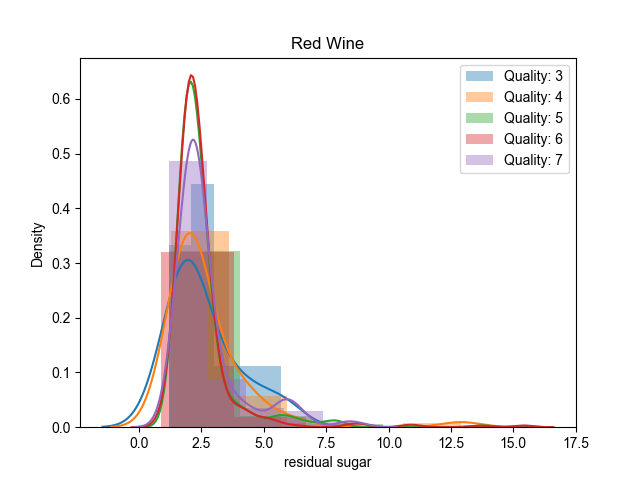 Red Wine
Quality: 3
Quality: 4
Quality: 5
Quality: 6
Quality: 7
Density
0.6
0.5
0.4
0.3
0.2
0.1
0.0
0.0 2.5 5.0 7.5 10.0 12.5 15.0 17.5
residual sugar